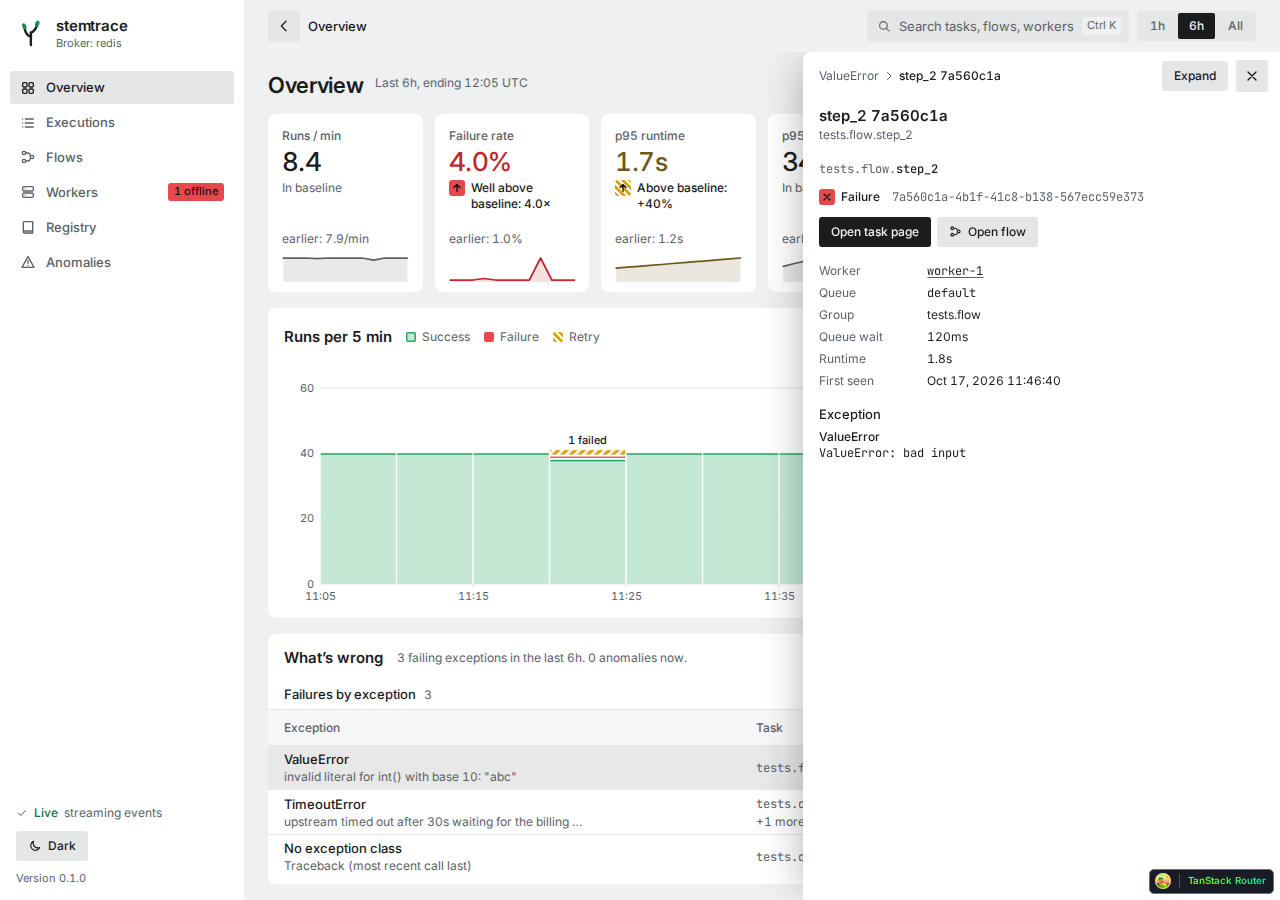 stemtrace
Broker: redis
Overview
Executions
Flows
Workers
1 offline
Registry
Anomalies
Live streaming events
Dark
Version 0.1.0
Overview
Search tasks, flows, workers
Ctrl K
1h
6h
All
Overview
Last 6h, ending 12:05 UTC
Runs / min
8.4
In baseline
earlier: 7.9/min
Failure rate
4.0%
Well above
baseline: 4.0×
earlier: 1.0%
p95 runtime
1.7s
Above baseline:
+40%
earlier: 1.2s
Runs per 5 min
Success
Failure
Retry
60
40
20
0
1 failed
11:05
11:15
11:25
11:35
What's wrong
3 failing exceptions in the last 6h. 0 anomalies now.
Failures by exception 3
Exception
Task
ValueError
invalid literal for int() with base 10: "abc"
TimeoutError
upstream timed out after 30s waiting for the billing ...
+1 more
No exception class
Traceback (most recent call last)
ValueError
step_2 7a560c1a
Expand
step_2 7a560c1a
tests.flow.step_2
tests.flow.step_2
Failure
7a560c1a-4b1f-41c8-b138-567ecc59e373
Open task page
Open flow
Worker worker-1
Queue default
Group tests.flow
Queue wait 120ms
Runtime 1.8s
First seen Oct 17, 2026 11:46:40
Exception
ValueError
ValueError: bad input
TanStack Router